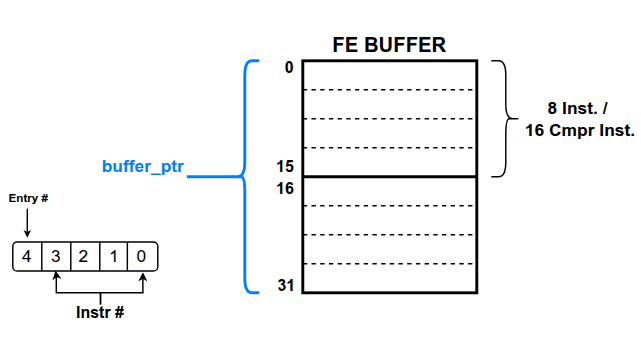 FE BUFFER
0
8 Inst. /
16 Cmpr Inst.
buffer_ptr
15
16
Entry #
4 3 2 1 0
31
Instr #